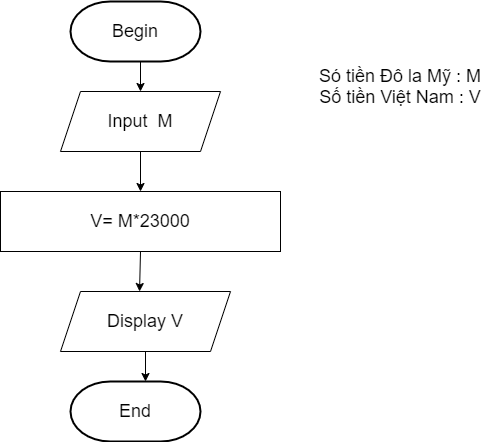 Begin
Só tiền Đô la Mỹ : M
Số tiền Việt Nam : V
Input M
V= M*23000
Display V
End